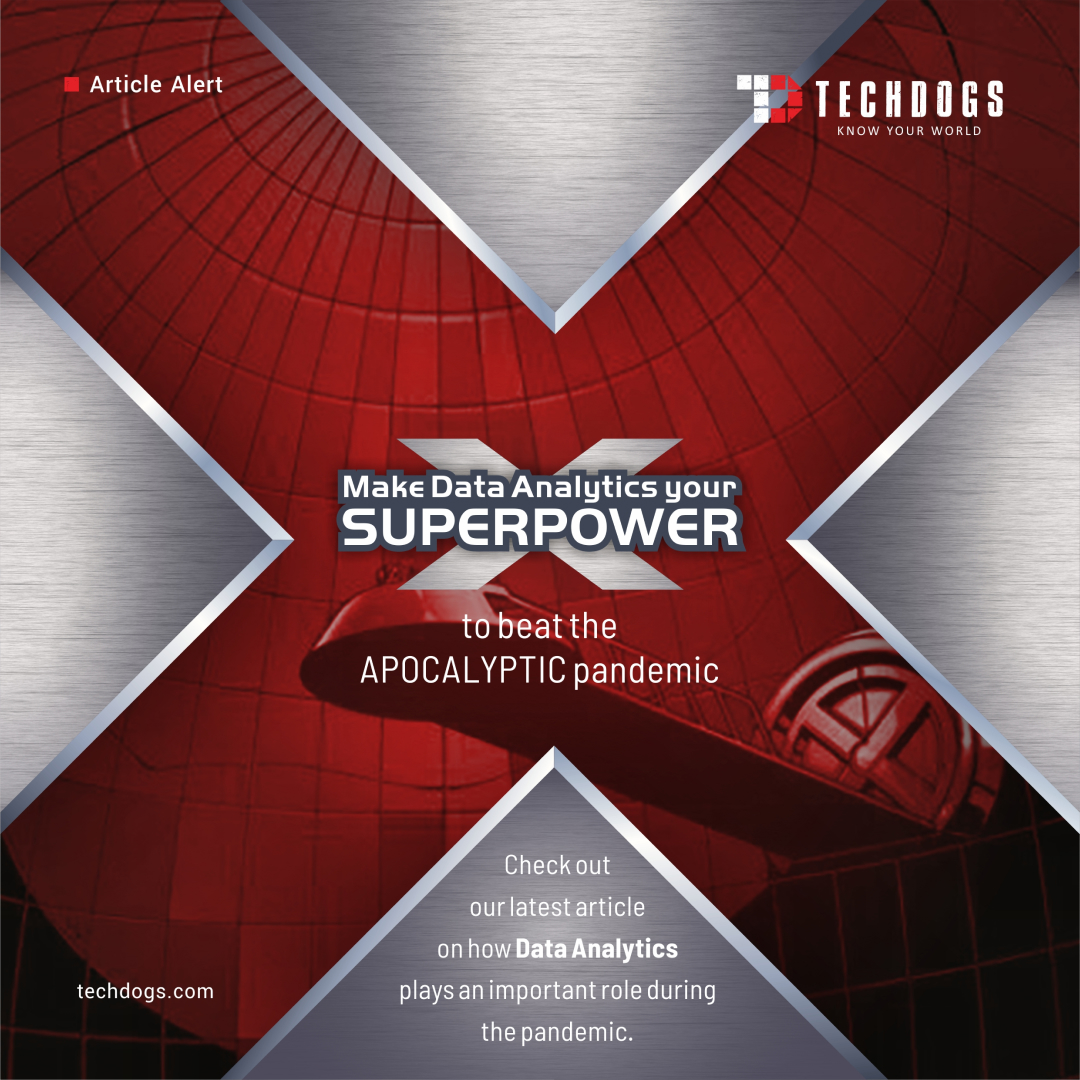 Article Alert
TECHDOGS
KNOW YOUR WORLD
Make Data Analytics your
SUPERPOWER
to beat the
APOCALYPTIC pandemic
Check out
our latest article
on how Data Analytics
plays an important role during
the pandemic.
techdogs.com